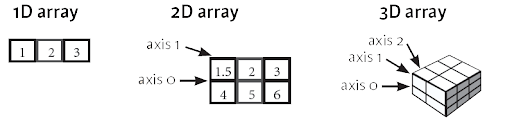 1D array
1 2 3
2D array
axis 1
axis 0
1.5 2 3
4 5 6
3D array
axis 2
axis 1
axis 0